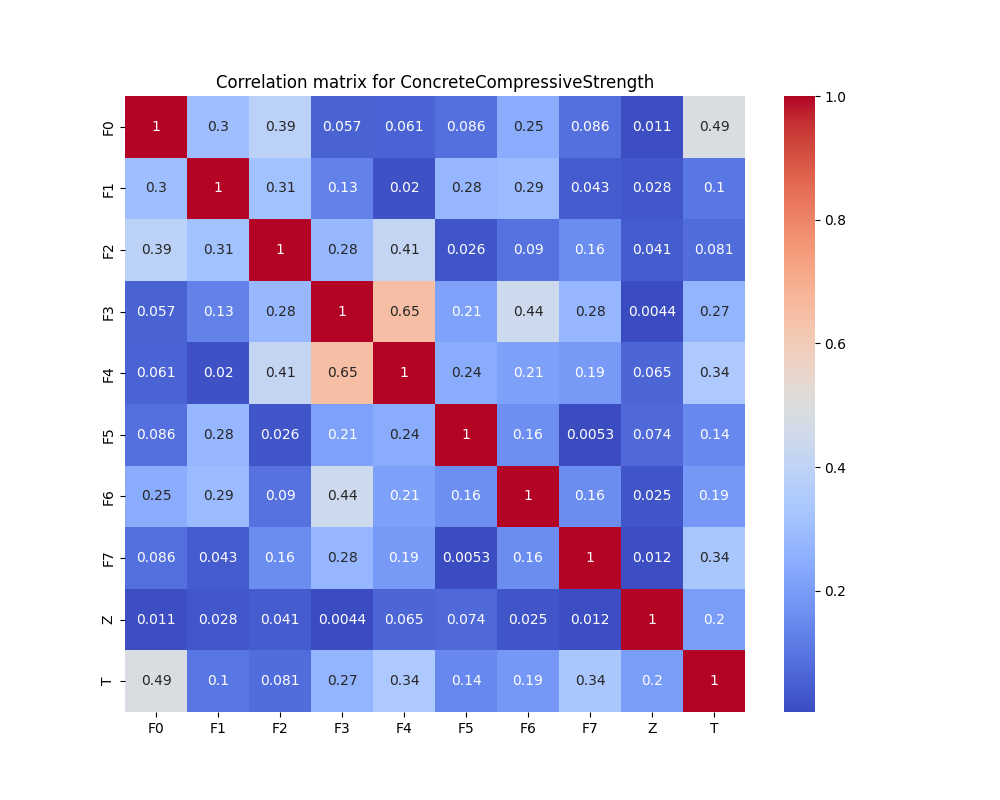 Correlation matrix for ConcreteCompressiveStrength
F0 1 0.3 0.39 0.057 0.061 0.086 0.25 0.086 0.011 0.49
F1 0.3 1 0.31 0.13 0.02 0.28 0.29 0.043 0.028 0.1
F2 0.39 0.31 1 0.28 0.41 0.026 0.09 0.16 0.041 0.081
F3 0.057 0.13 0.28 1 0.65 0.21 0.44 0.28 0.0044 0.27
F4 0.061 0.02 0.41 0.65 1 0.24 0.21 0.19 0.065 0.34
F5 0.086 0.28 0.026 0.21 0.24 1 0.16 0.0053 0.074 0.14
F6 0.25 0.29 0.09 0.44 0.21 0.16 1 0.16 0.025 0.19
F7 0.086 0.043 0.16 0.28 0.19 0.0053 0.16 1 0.012 0.34
Z 0.011 0.028 0.041 0.0044 0.065 0.074 0.025 0.012 1 0.2
T 0.49 0.1 0.081 0.27 0.34 0.14 0.19 0.34 0.2 1
F0 F1 F2 F3 F4 F5 F6 F7 Z T
1.0
0.8
0.6
0.4
0.2